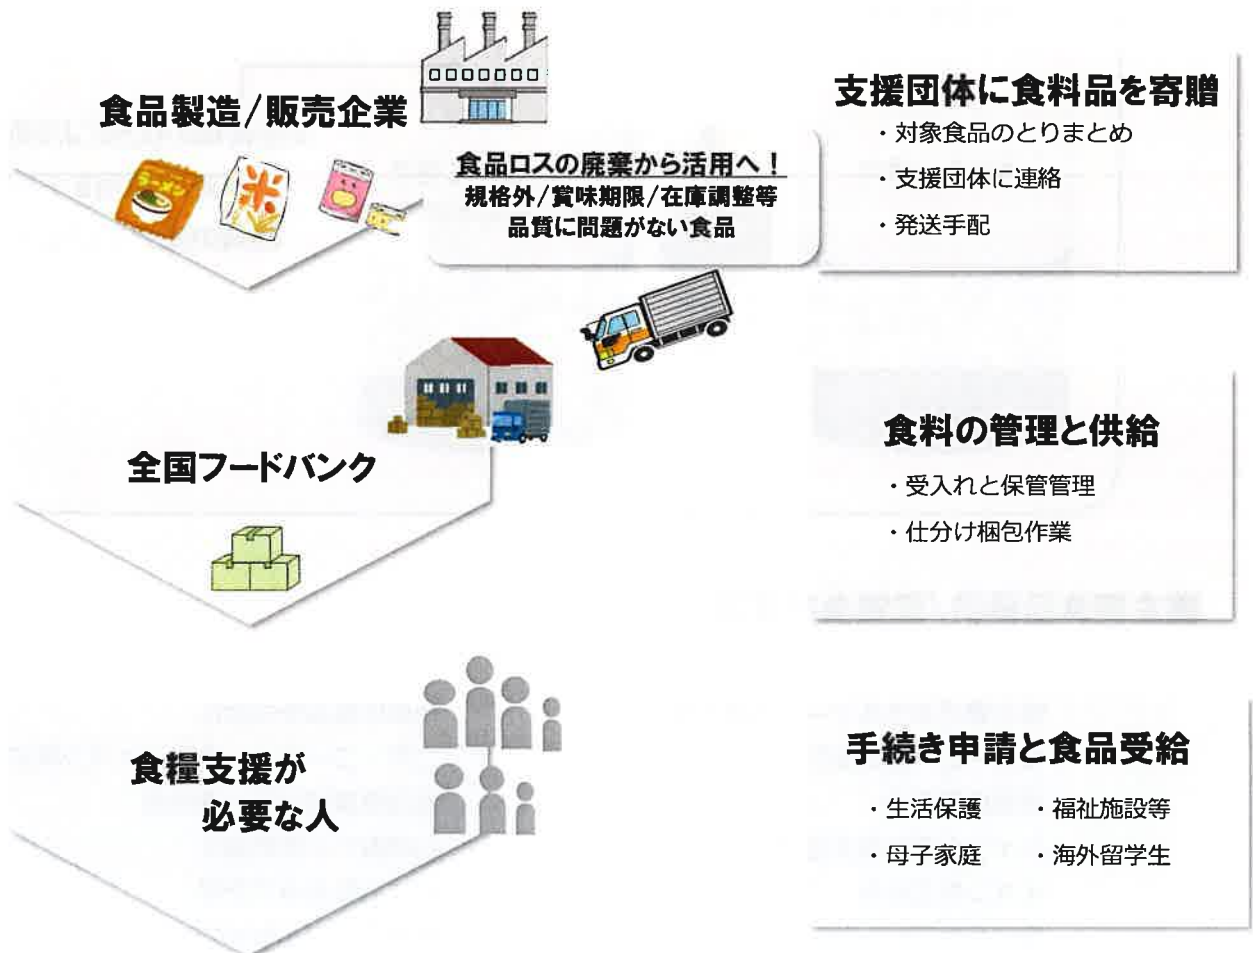 食品製造/販売企業
ラーメン
米
食品ロスの廃棄から活用へ！
規格外/賞味期限/在庫調整等
品質に問題がない食品
支援団体に食料品を寄贈
・対象食品のとりまとめ
・支援団体に連絡
・発送手配
全国フードバンク
食料の管理と供給
・受入れと保管管理
・仕分け梱包作業
食糧支援が
必要な人
手続き申請と食品受給
・生活保護 ・福祉施設等
・母子家庭 ・海外留学生